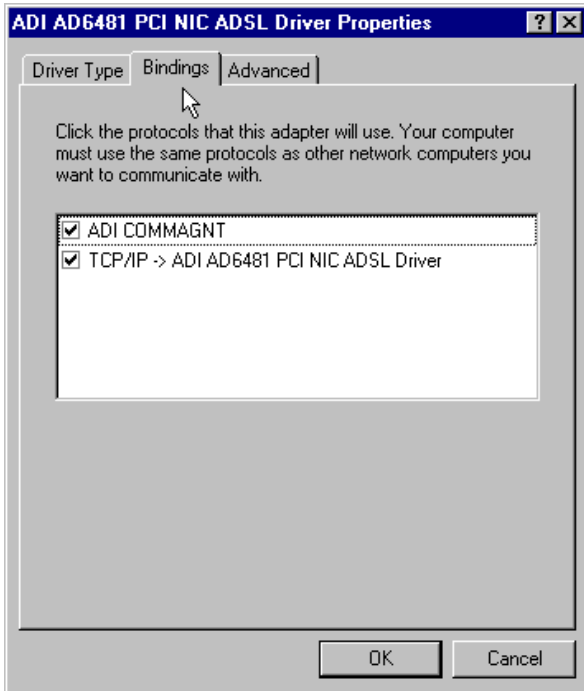 ADI AD6481 PCI NIC ADSL Driver Properties
Driver Type Bindings Advanced
Click the protocols that this adapter will use. Your computer
must use the same protocols as other network computers you
want to communicate with.
ADI COMMAGNT
TCP/IP -> ADI AD6481 PCI NIC ADSL Driver
OK Cancel